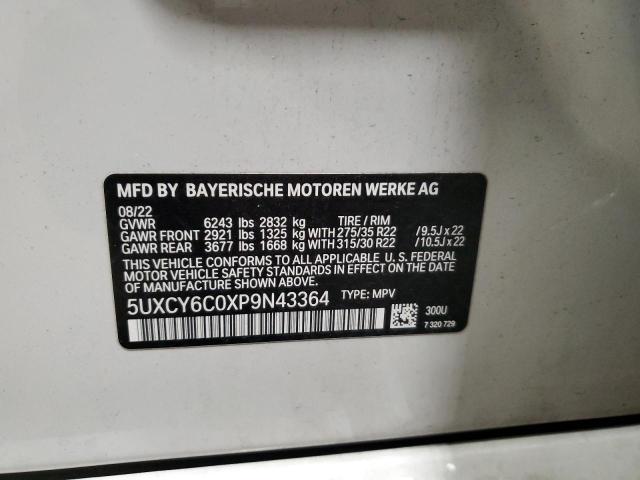 MFD BY BAYERISCHE MOTOREN WERKE AG
08/22
GVWR 6243 lbs 2832 kg TIRE / RIM
GAWR FRONT 2921 lbs 1325 kg WITH 275/35 R22 / 9.5J x 22
GAWR REAR 3677 lbs 1668 kg WITH 315/30 R22 / 10.5J x 22
THIS VEHICLE CONFORMS TO ALL APPLICABLE U. S. FEDERAL
MOTOR VEHICLE SAFETY STANDARDS IN EFFECT ON THE DATE
OF MANUFACTURE SHOWN ABOVE.
5UXCY6C0XP9N43364 TYPE: MPV
300U
7 320 729